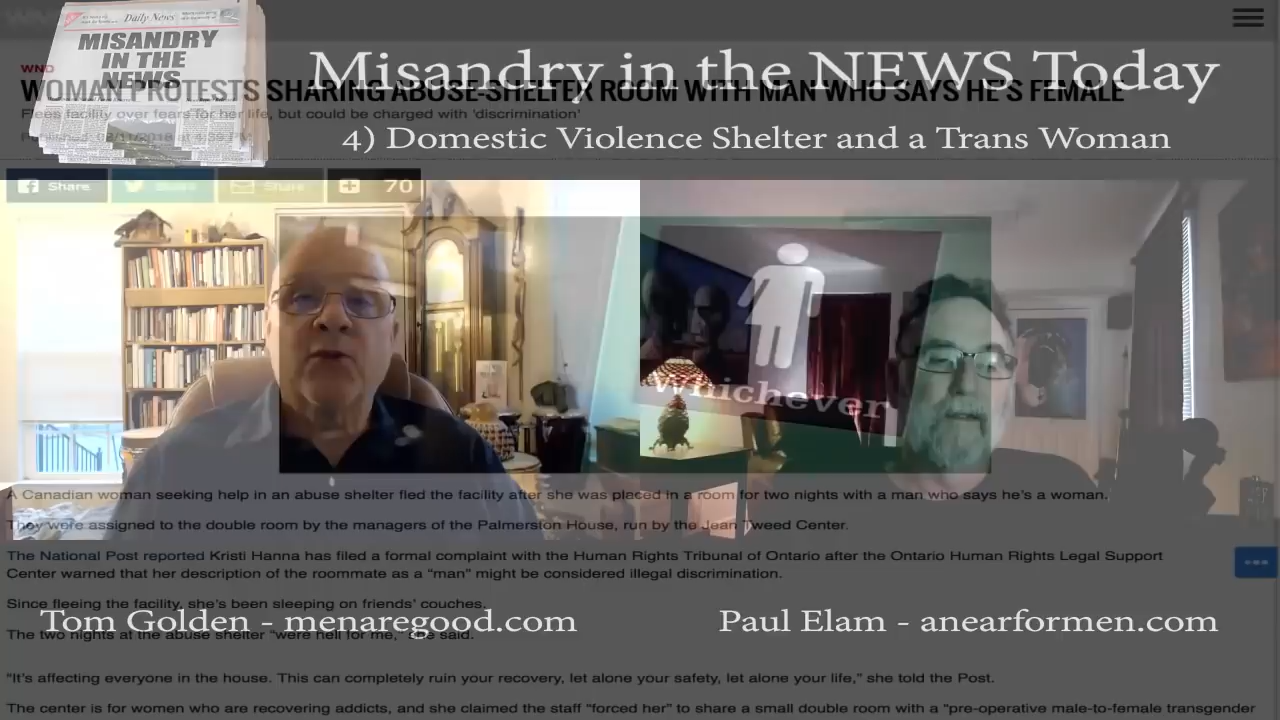 Daily News
MISANDRY
IN THE
NEWS
Misandry in the NEWS Today
WND
WOMAN PROTESTS SHARING ABUSE-SHELTER ROOM WITH MAN WHO SAYS HE'S FEMALE
Flees facility over fears for her life, but could be charged with 'discrimination'
4) Domestic Violence Shelter and a Trans Woman
Share
Share
Share
70
Whichever
A Canadian woman seeking help in an abuse shelter fled the facility after she was placed in a room for two nights with a man who says he's a woman.
They were assigned to the double room by the managers of the Palmerston House, run by the Jean Tweed Center.
The National Post reported Kristi Hanna has filed a formal complaint with the Human Rights Tribunal of Ontario after the Ontario Human Rights Legal Support
Center warned that her description of the roommate as a "man" might be considered illegal discrimination.
Since fleeing the facility, she's been sleeping on friends' couches.
Tom Golden - menaregood.com
Paul Elam - anearformen.com
The two nights at the abuse shelter "were hell for me," she said.
"It's affecting everyone in the house. This can completely ruin your recovery, let alone your safety, let alone your life," she told the Post.
The center is for women who are recovering addicts, and she claimed the staff "forced her" to share a small double room with a "pre-operative male-to-female transgender